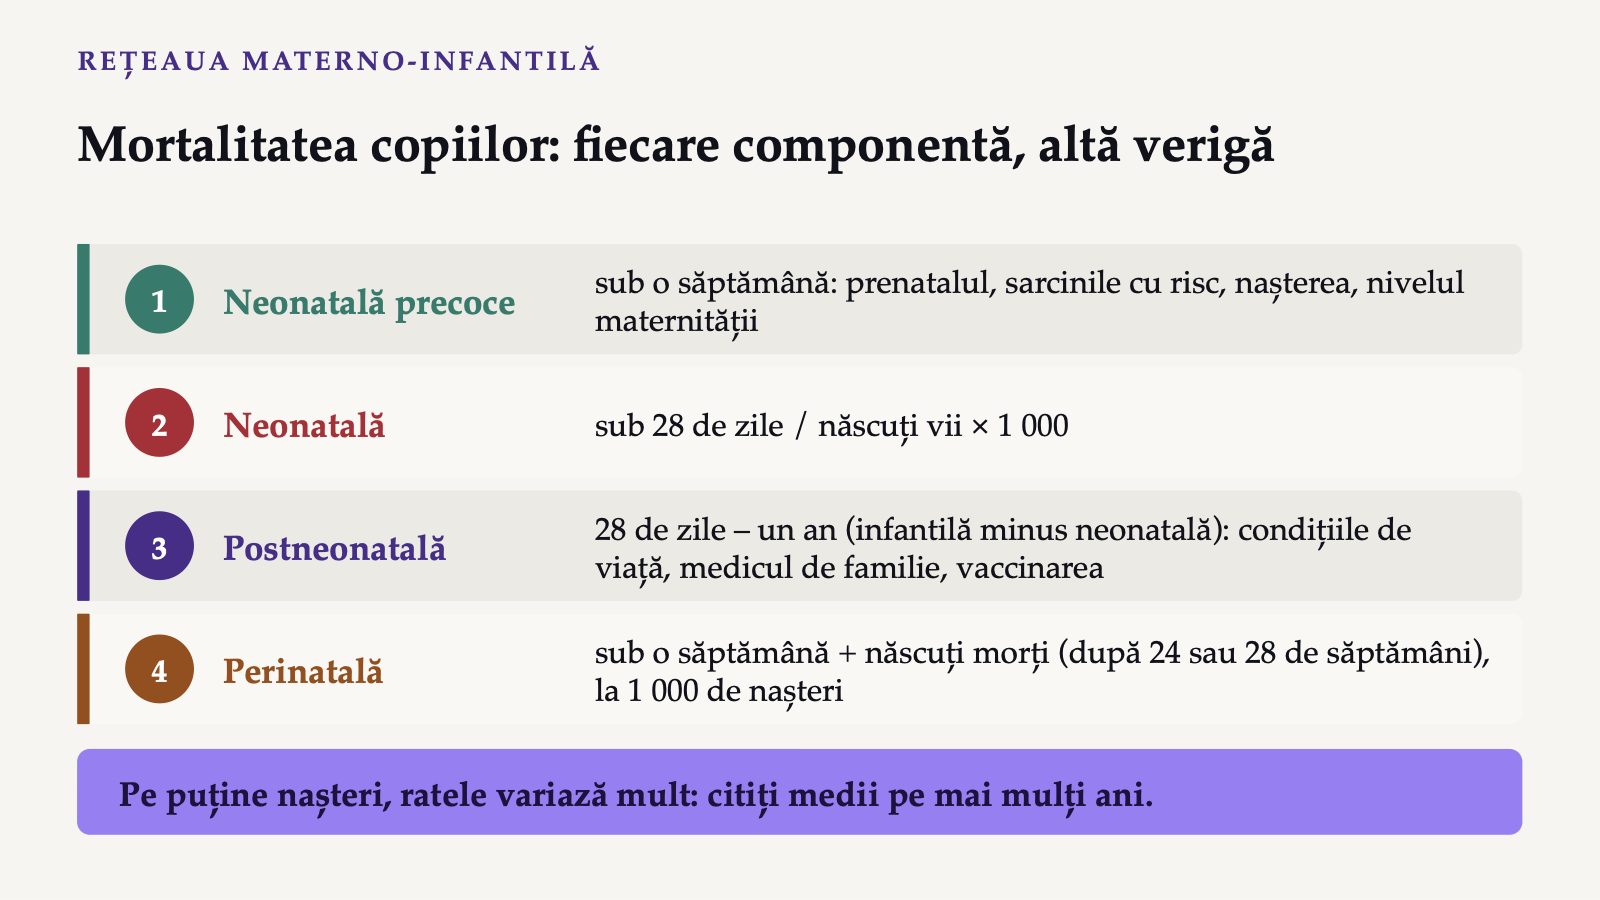 REȚEAUA MATERNO-INFANTILĂ
Mortalitatea copiilor: fiecare componentă, altă verigă
1
Neonatală precoce
sub o săptămână: prenatalul, sarcinile cu risc, nașterea, nivelul
maternității
2
Neonatală
sub 28 de zile / născuți vii × 1 000
3
Postneonatală
28 de zile – un an (infantilă minus neonatală): condițiile de
viață, medicul de familie, vaccinarea
4
Perinatală
sub o săptămână + născuți morți (după 24 sau 28 de săptămâni),
la 1 000 de nașteri
Pe puține nașteri, ratele variază mult: citiți medii pe mai mulți ani.